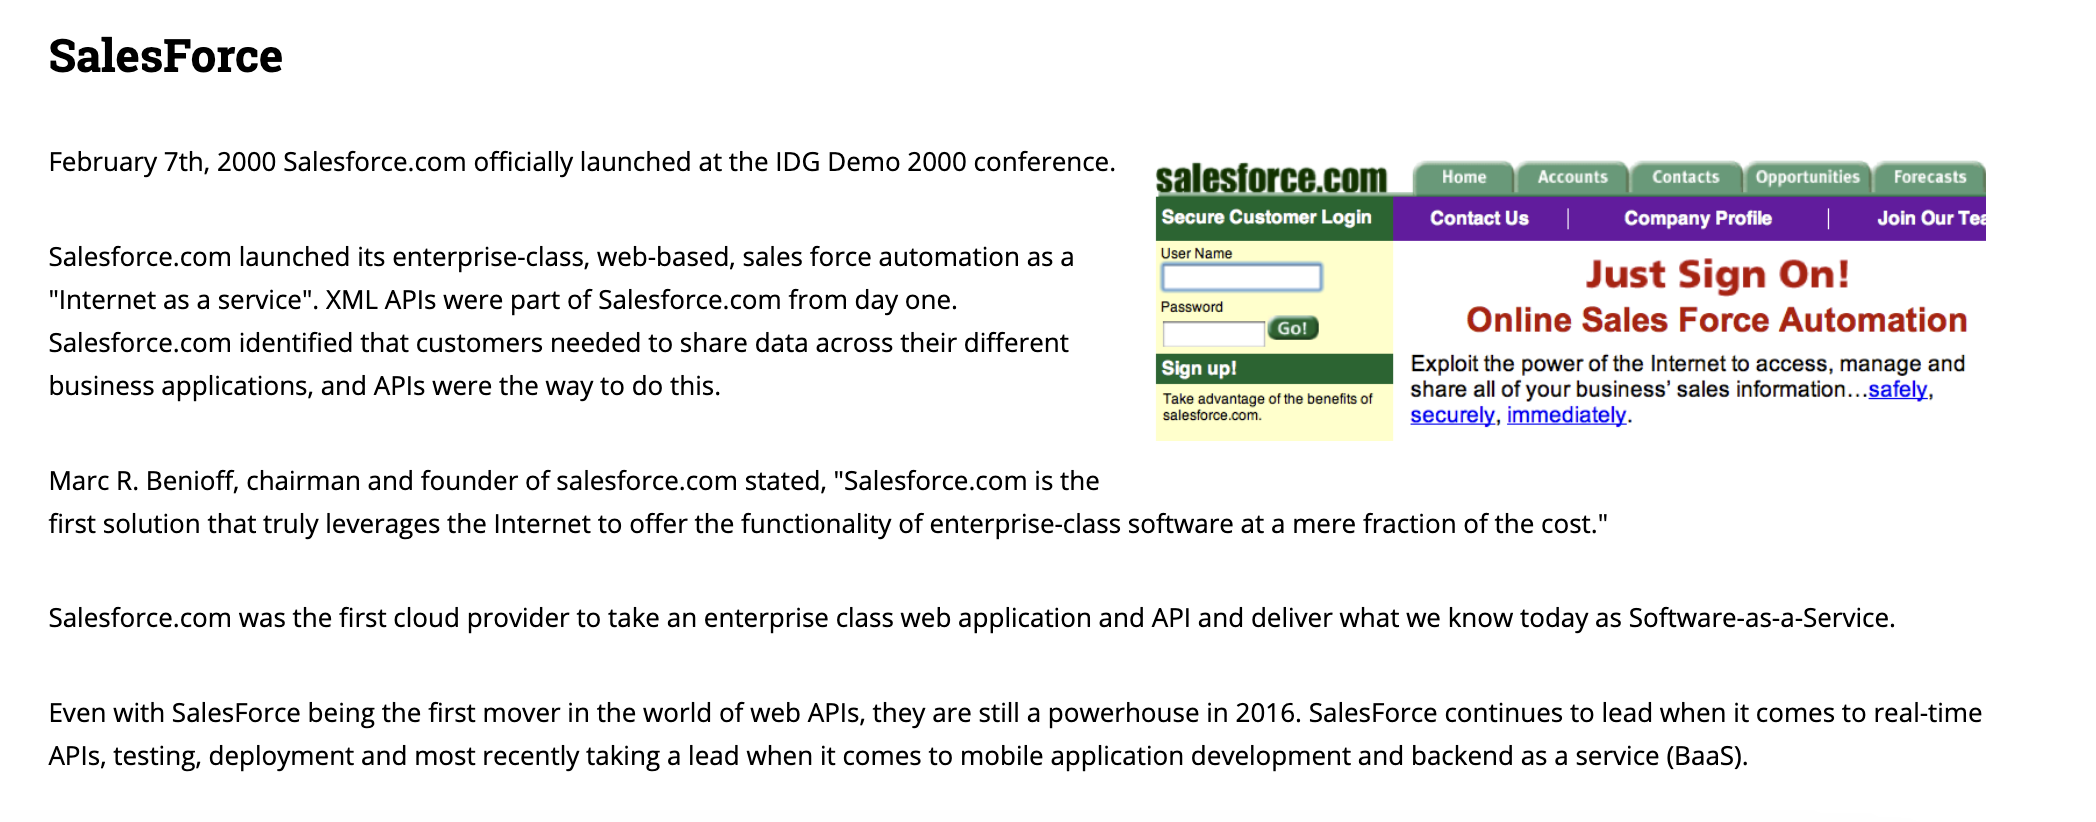 SalesForce
February 7th, 2000 Salesforce.com officially launched at the IDG Demo 2000 conference.
Salesforce.com launched its enterprise-class, web-based, sales force automation as a
"Internet as a service". XML APIs were part of Salesforce.com from day one.
Salesforce.com identified that customers needed to share data across their different
business applications, and APIs were the way to do this.
salesforce.com
Home Accounts Contacts Opportunities Forecasts
Secure Customer Login
Contact Us | Company Profile | Join Our Tea
User Name
Password
Go!
Sign up!
Take advantage of the benefits of
salesforce.com.
Just Sign On!
Online Sales Force Automation
Exploit the power of the Internet to access, manage and
share all of your business' sales information...safely,
securely, immediately.
Marc R. Benioff, chairman and founder of salesforce.com stated, "Salesforce.com is the
first solution that truly leverages the Internet to offer the functionality of enterprise-class software at a mere fraction of the cost."
Salesforce.com was the first cloud provider to take an enterprise class web application and API and deliver what we know today as Software-as-a-Service.
Even with SalesForce being the first mover in the world of web APIs, they are still a powerhouse in 2016. SalesForce continues to lead when it comes to real-time
APIs, testing, deployment and most recently taking a lead when it comes to mobile application development and backend as a service (BaaS).